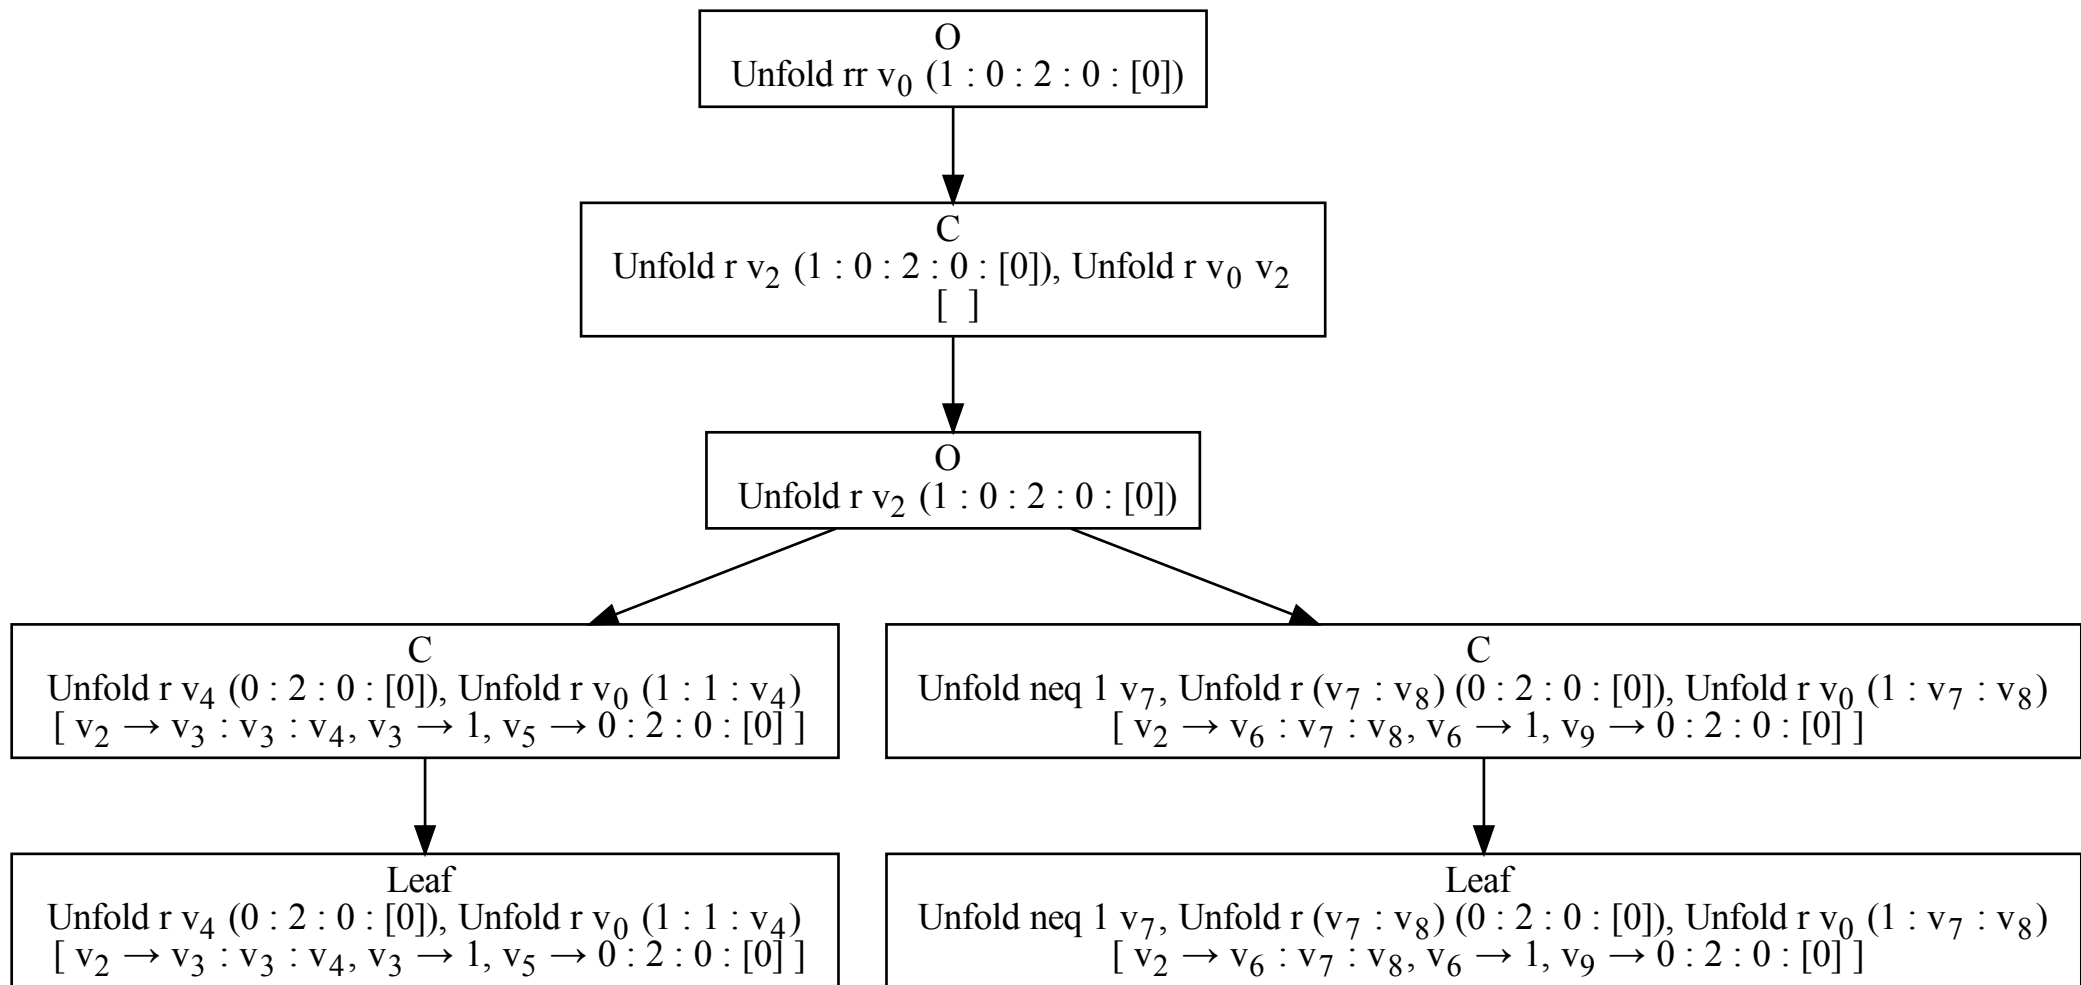 O
Unfold rr v₀ (1 : 0 : 2 : 0 : [0])
C
Unfold r v₂ (1 : 0 : 2 : 0 : [0]), Unfold r v₀ v₂
[ ]
O
Unfold r v₂ (1 : 0 : 2 : 0 : [0])
C
Unfold r v₄ (0 : 2 : 0 : [0]), Unfold r v₀ (1 : 1 : v₄)
[ v₂ → v₃ : v₃ : v₄, v₃ → 1, v₅ → 0 : 2 : 0 : [0] ]
C
Unfold neq 1 v₇, Unfold r (v₇ : v₈) (0 : 2 : 0 : [0]), Unfold r v₀ (1 : v₇ : v₈)
[ v₂ → v₆ : v₇ : v₈, v₆ → 1, v₉ → 0 : 2 : 0 : [0] ]
Leaf
Unfold r v₄ (0 : 2 : 0 : [0]), Unfold r v₀ (1 : 1 : v₄)
[ v₂ → v₃ : v₃ : v₄, v₃ → 1, v₅ → 0 : 2 : 0 : [0] ]
Leaf
Unfold neq 1 v₇, Unfold r (v₇ : v₈) (0 : 2 : 0 : [0]), Unfold r v₀ (1 : v₇ : v₈)
[ v₂ → v₆ : v₇ : v₈, v₆ → 1, v₉ → 0 : 2 : 0 : [0] ]